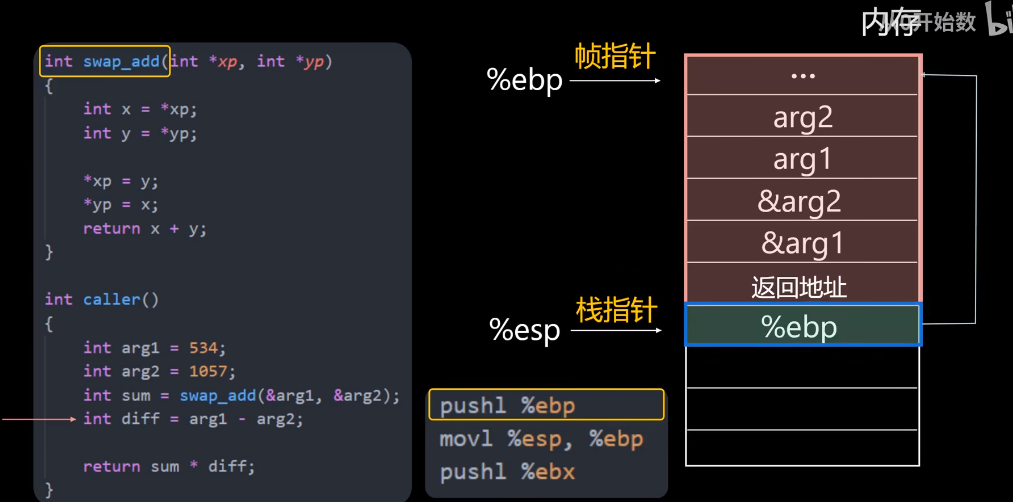 内存
开始数
int swap_add(int *xp, int *yp)
{
int x = *xp;
int y = *yp;
*xp = y;
*yp = x;
return x + y;
}
int caller()
{
int arg1 = 534;
int arg2 = 1057;
int sum = swap_add(&arg1, &arg2);
int diff = arg1 - arg2;
return sum * diff;
}
pushl %ebp
movl %esp, %ebp
pushl %ebx
帧指针
%ebp
栈指针
%esp
...
arg2
arg1
&arg2
&arg1
返回地址
%ebp